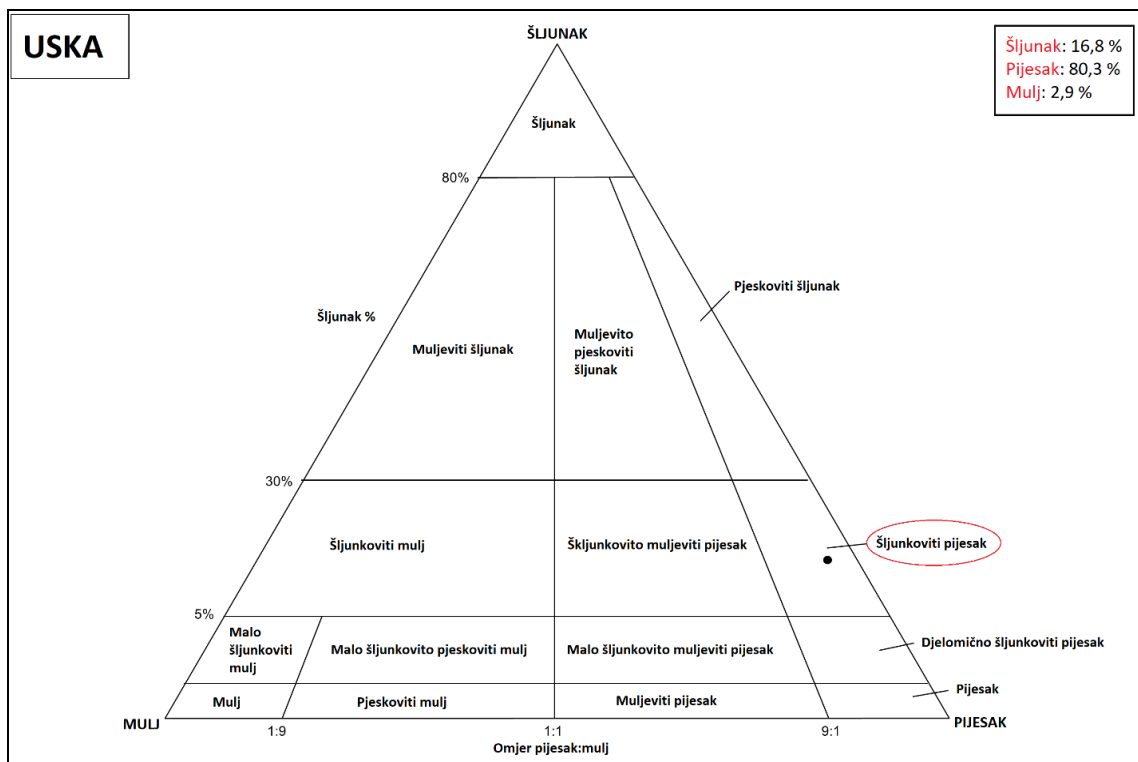 USKA
ŠLJUNAK
Šljunak: 16,8 %
Pijesak: 80,3 %
Mulj: 2,9 %
Šljunak
80%
Pjeskoviti šljunak
Šljunak %
Muljeviti šljunak
Muljevito
pjeskoviti
šljunak
30%
Šljunkoviti mulj
Škljunkovito muljeviti pijesak
Šljunkoviti pijesak
5%
Malo
šljunkoviti
mulj
Malo šljunkovito pjeskoviti mulj
Malo šljunkovito muljeviti pijesak
Djelomično šljunkoviti pijesak
Mulj
Pjeskoviti mulj
Muljeviti pijesak
Pijesak
MULJ
PIJESAK
1:9
1:1
9:1
Omjer pijesak:mulj